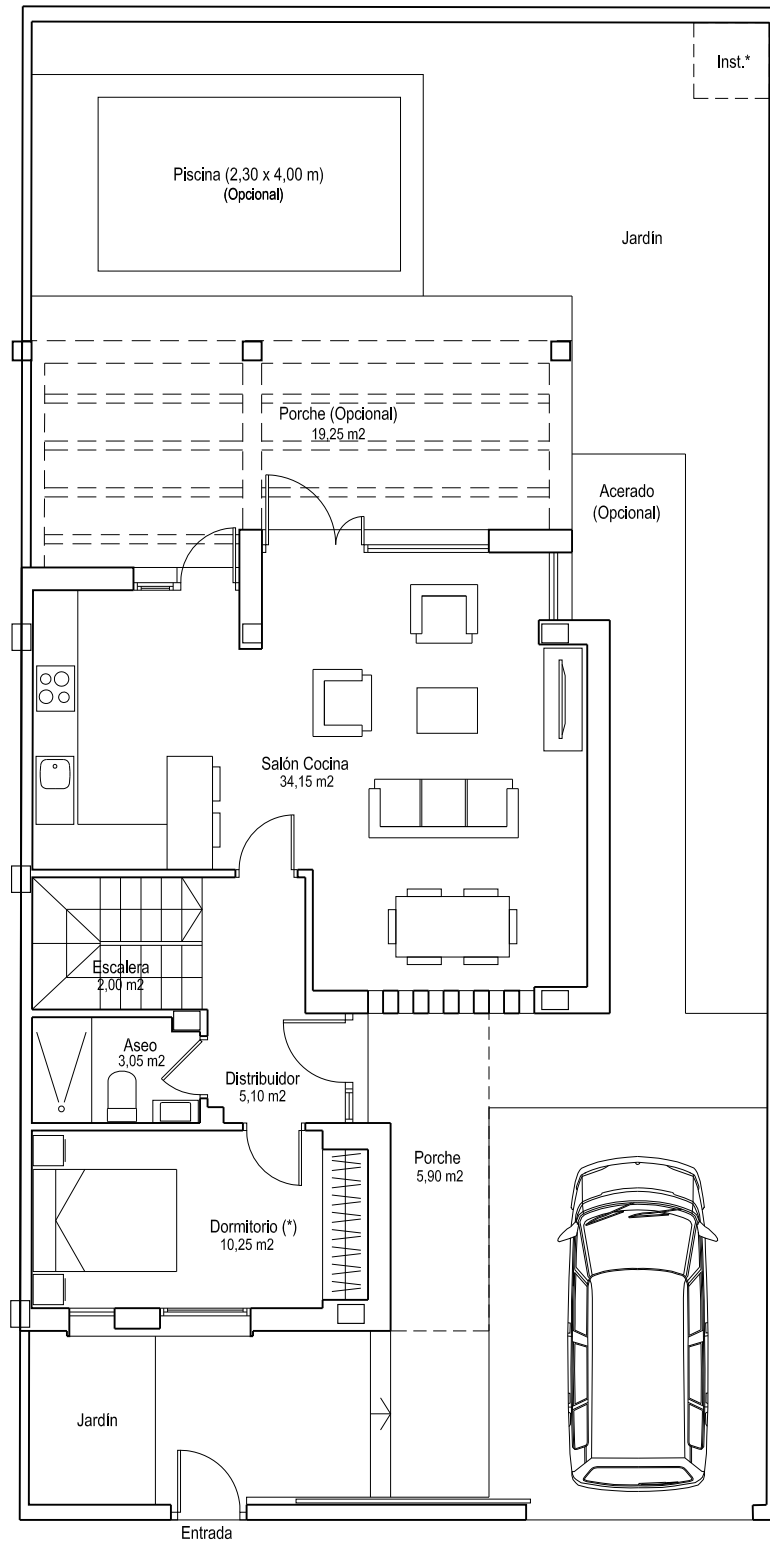 Inst.*
Piscina (2,30 x 4,00 m)
(Opcional)
Jardín
Porche (Opcional)
19,25 m2
Acerado
(Opcional)
Salón Cocina
34,15 m2
Escalera
2,00 m2
Aseo
3,05 m2
Distribuidor
5,10 m2
Porche
5,90 m2
Dormitorio (*)
10,25 m2
Jardín
Entrada